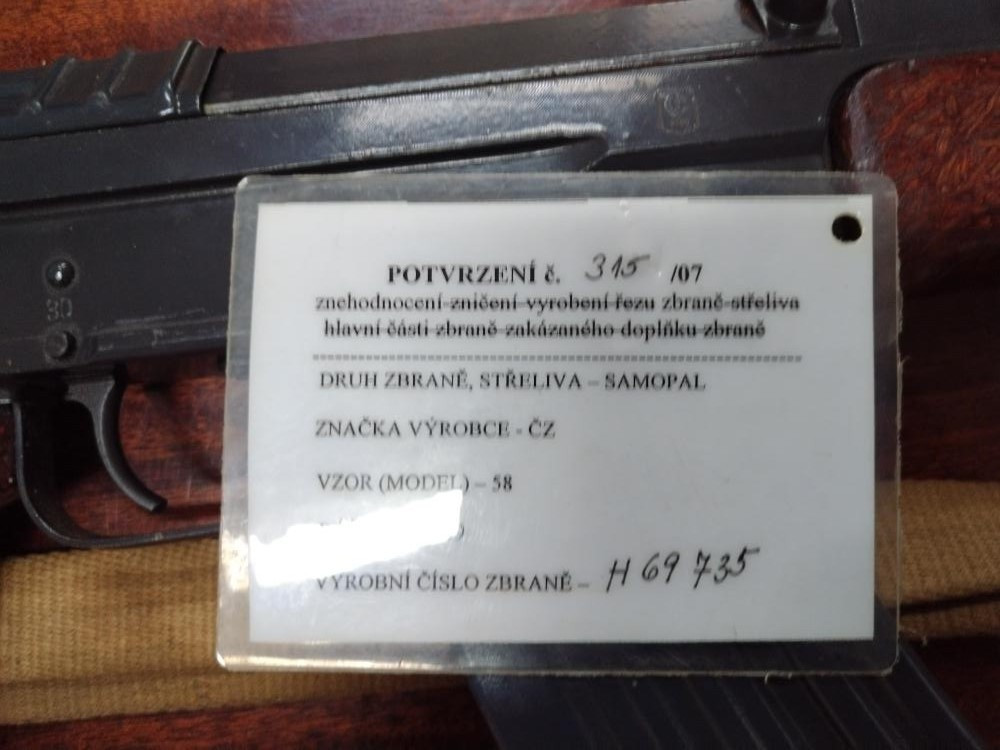 POTVRZENÍ č. 315 /07
znehodnocení zničení vyrobení řezu zbraně střeliva
hlavní části zbraně zakázaného doplňku zbraně
DRUH ZBRANĚ, STŘELIVA – SAMOPAL
ZNAČKA VÝROBCE - ČZ
VZOR (MODEL) – 58
VÝROBNÍ ČÍSLO ZBRANĚ – H 69 735
30